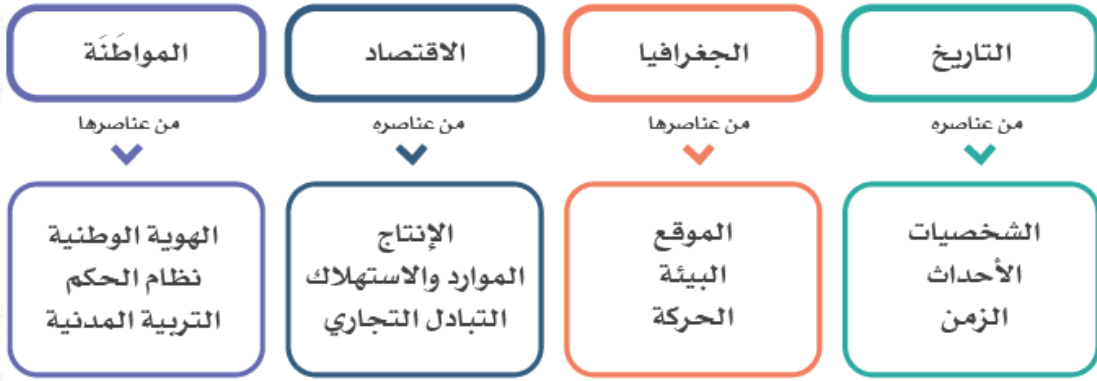 التاريخ
من عناصره
الشخصيات
الأحداث
الزمن
الجغرافيا
من عناصرها
الموقع
البيئة
الحركة
الاقتصاد
من عناصره
الإنتاج
الموارد والاستهلاك
التبادل التجاري
المواطَنَة
من عناصرها
الهوية الوطنية
نظام الحكم
التربية المدنية